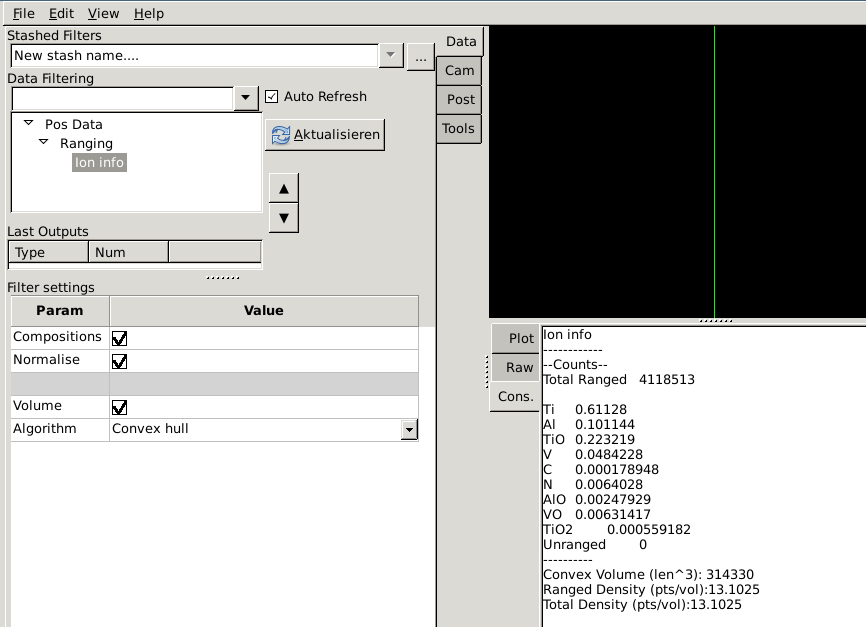 File Edit View Help
Stashed Filters
New stash name....
...
Data Filtering
Auto Refresh
Pos Data
Ranging
Ion info
Aktualisieren
Last Outputs
Type Num
Filter settings
Param Value
Compositions
Normalise
Volume
Algorithm Convex hull
Data
Cam
Post
Tools
Plot
Raw
Cons.
Ion info
------------
--Counts--
Total Ranged 4118513
Ti 0.61128
Al 0.101144
TiO 0.223219
V 0.0484228
C 0.000178948
N 0.0064028
AlO 0.00247929
VO 0.00631417
TiO2 0.000559182
Unranged 0
----------
Convex Volume (len^3): 314330
Ranged Density (pts/vol):13.1025
Total Density (pts/vol):13.1025